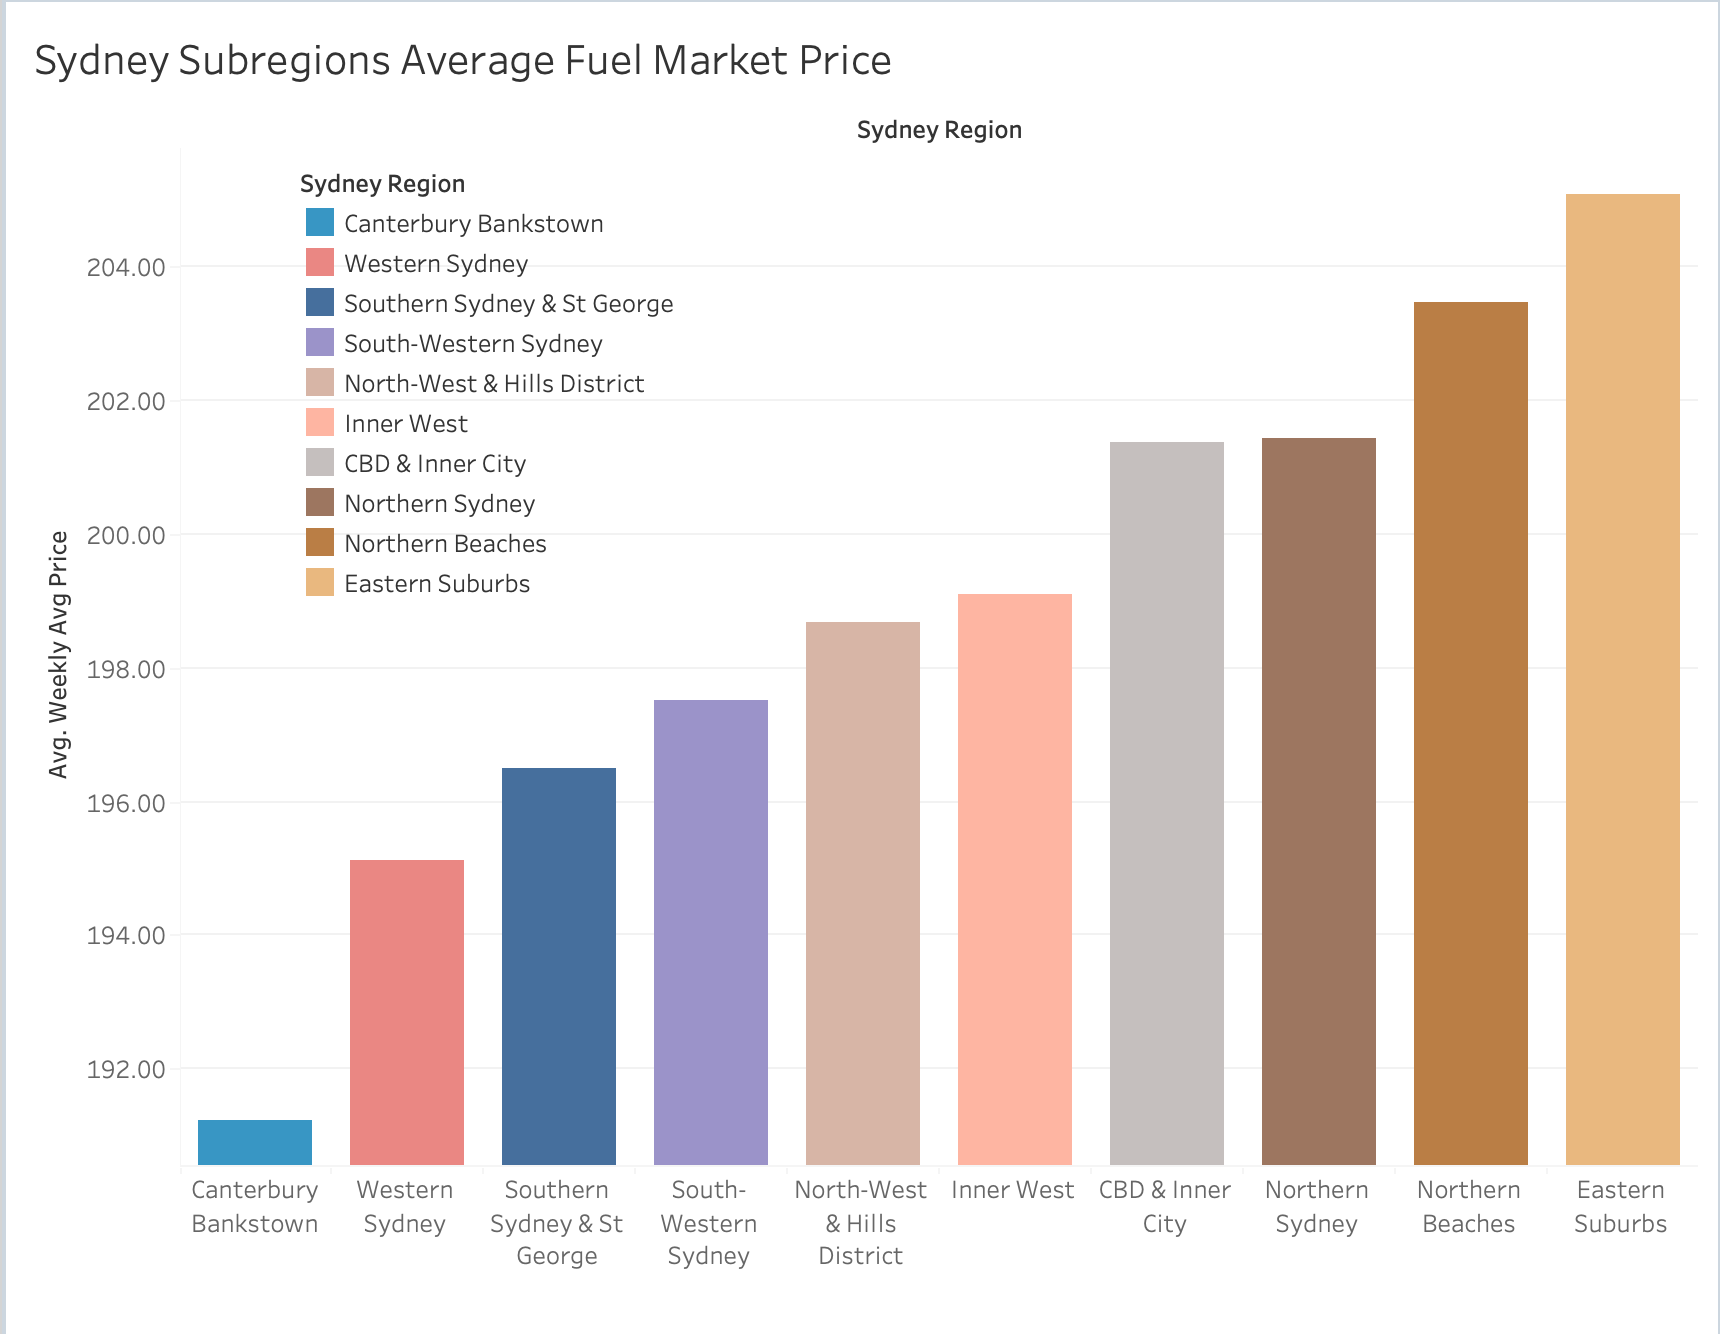 Sydney Subregions Average Fuel Market Price
Sydney Region
Sydney Region
Canterbury Bankstown
Western Sydney
Southern Sydney & St George
South-Western Sydney
North-West & Hills District
Inner West
CBD & Inner City
Northern Sydney
Northern Beaches
Eastern Suburbs
Avg. Weekly Avg Price
204.00
202.00
200.00
198.00
196.00
194.00
192.00
Canterbury
Bankstown
Western
Sydney
Southern
Sydney & St
George
South-
Western
Sydney
North-West
& Hills
District
Inner West
CBD & Inner
City
Northern
Sydney
Northern
Beaches
Eastern
Suburbs